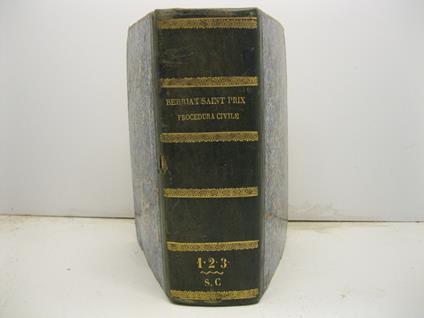 BERRIAT SAINT PRIX
PROCEDURA CIVILE
1·2·3
S. C